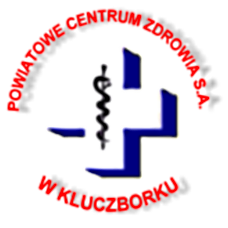 POWIATOWE CENTRUM ZDROWIA S.A.
W KLUCZBORKU